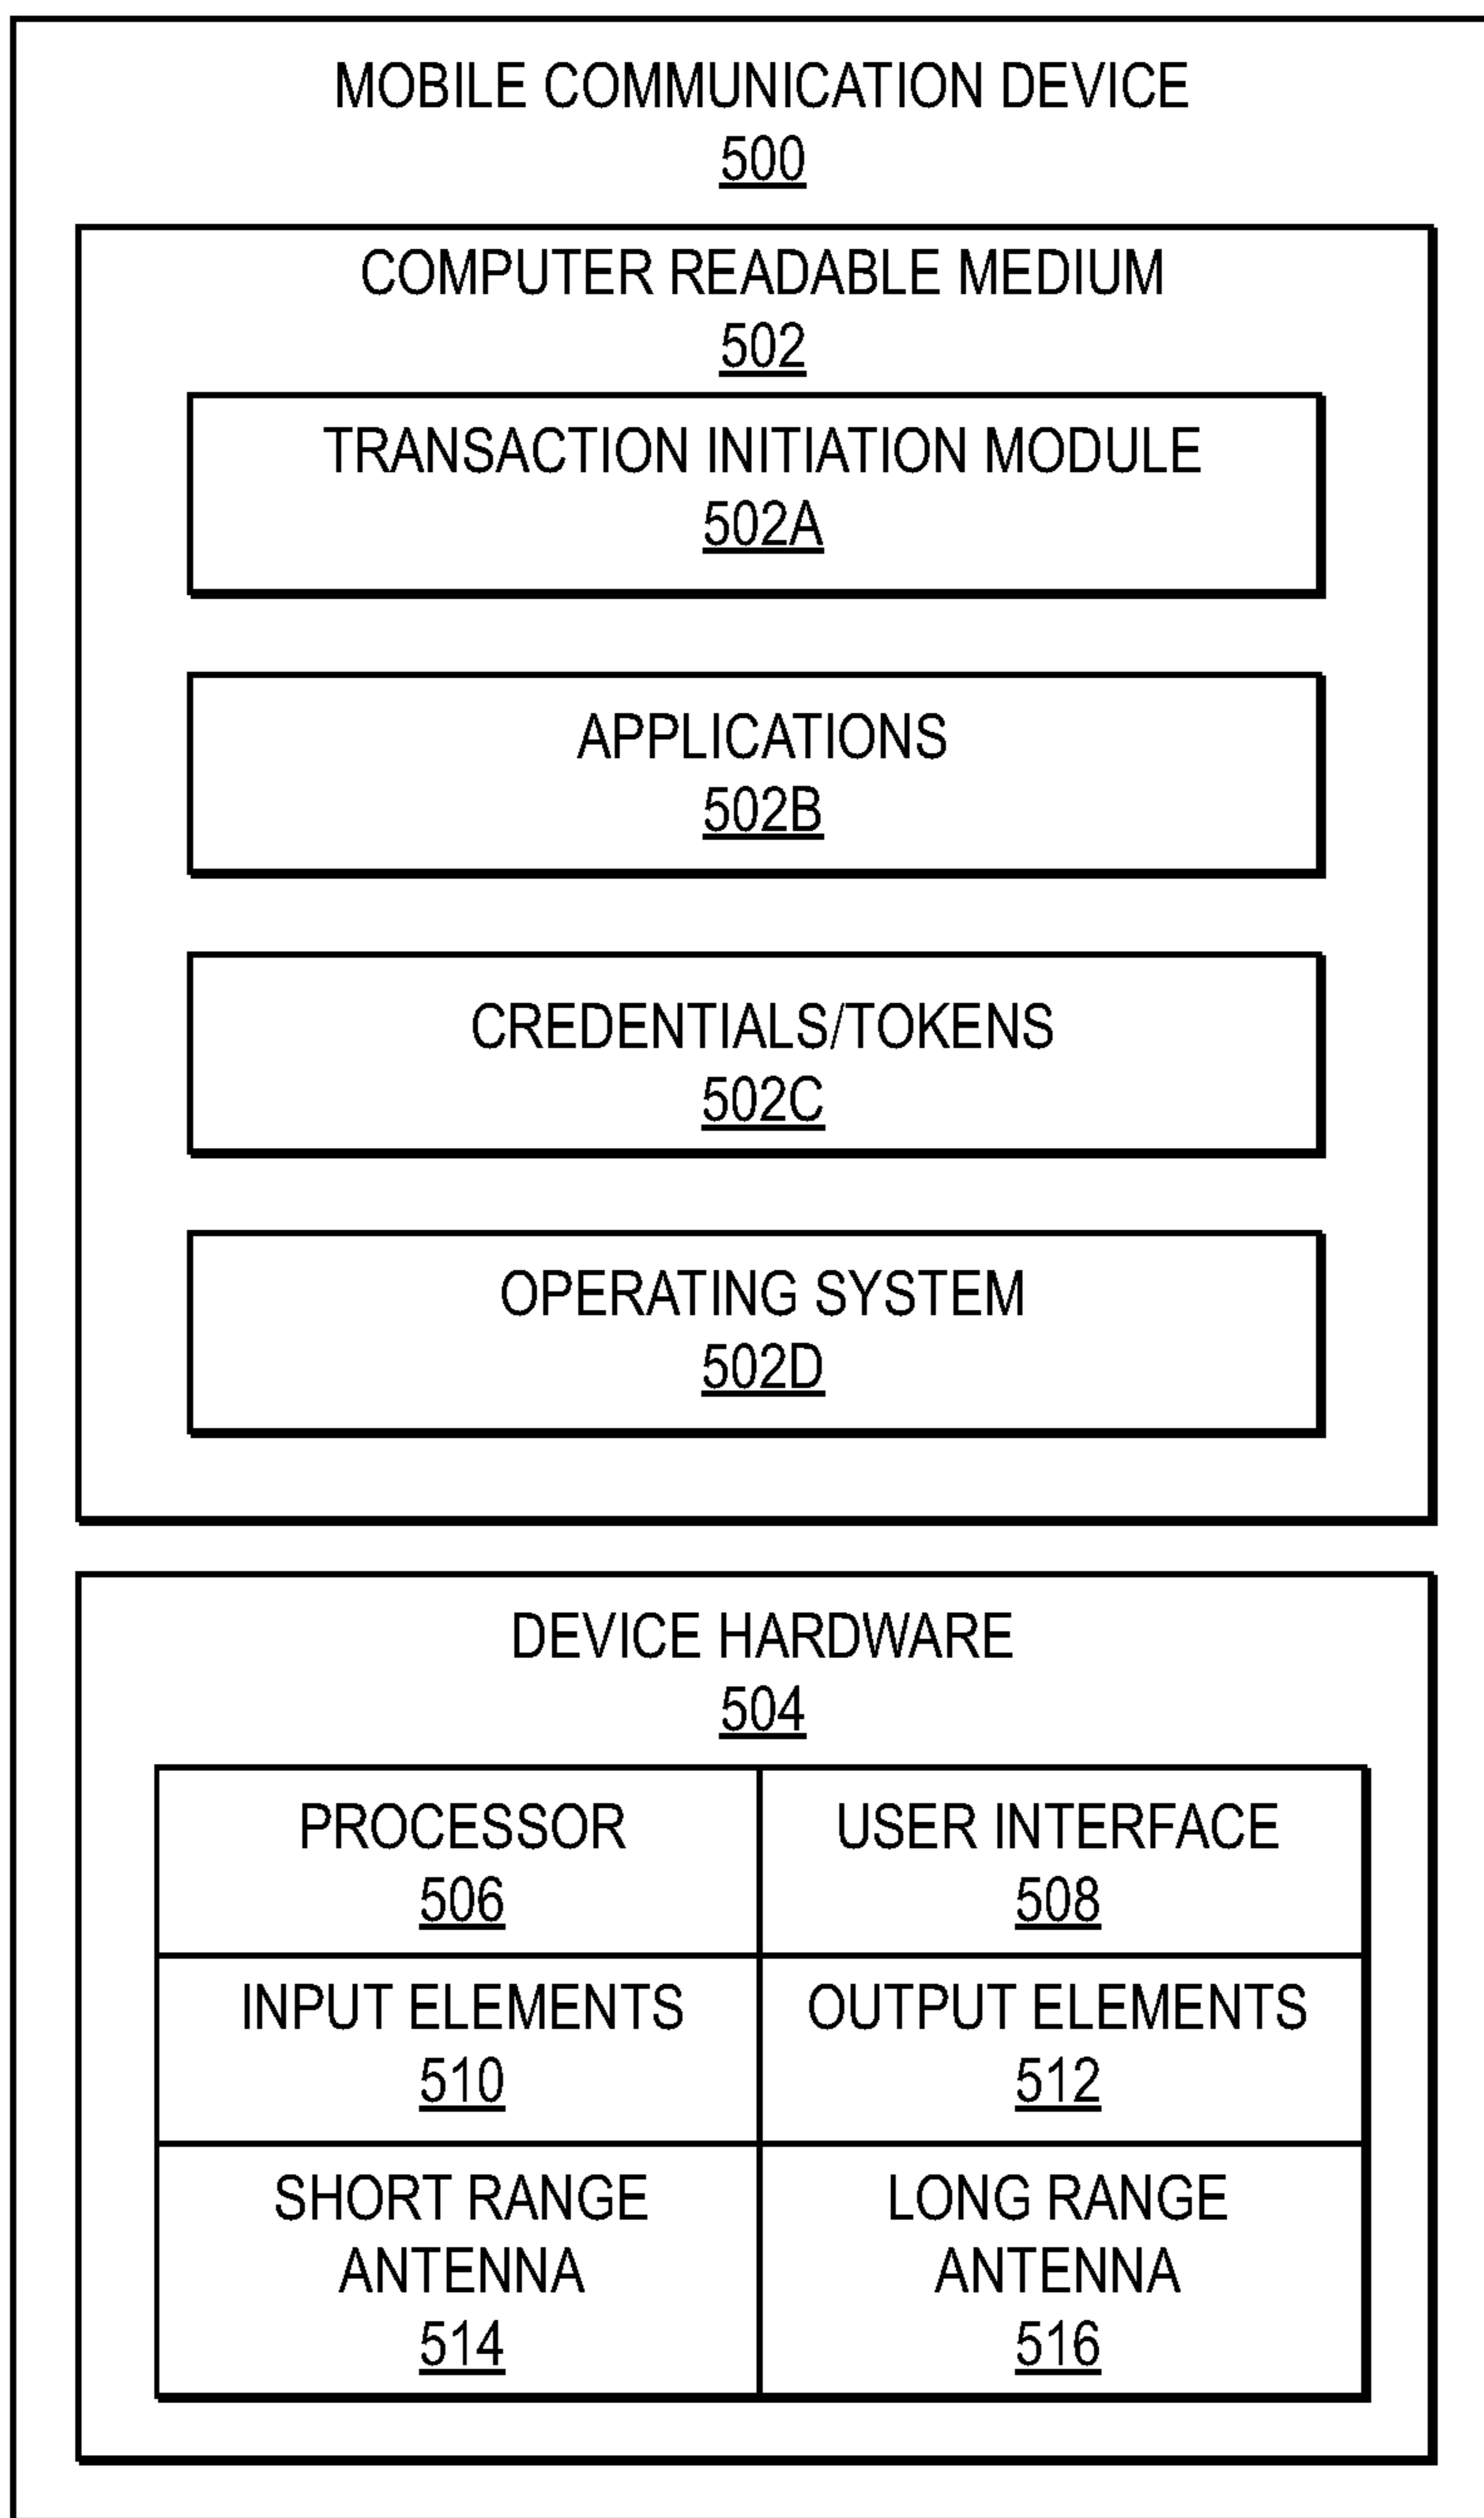 MOBILE COMMUNICATION DEVICE
500
COMPUTER READABLE MEDIUM
502
TRANSACTION INITIATION MODULE
502A
APPLICATIONS
502B
CREDENTIALS/TOKENS
502C
OPERATING SYSTEM
502D
DEVICE HARDWARE
504
PROCESSOR
506
USER INTERFACE
508
INPUT ELEMENTS
510
OUTPUT ELEMENTS
512
SHORT RANGE
ANTENNA
514
LONG RANGE
ANTENNA
516